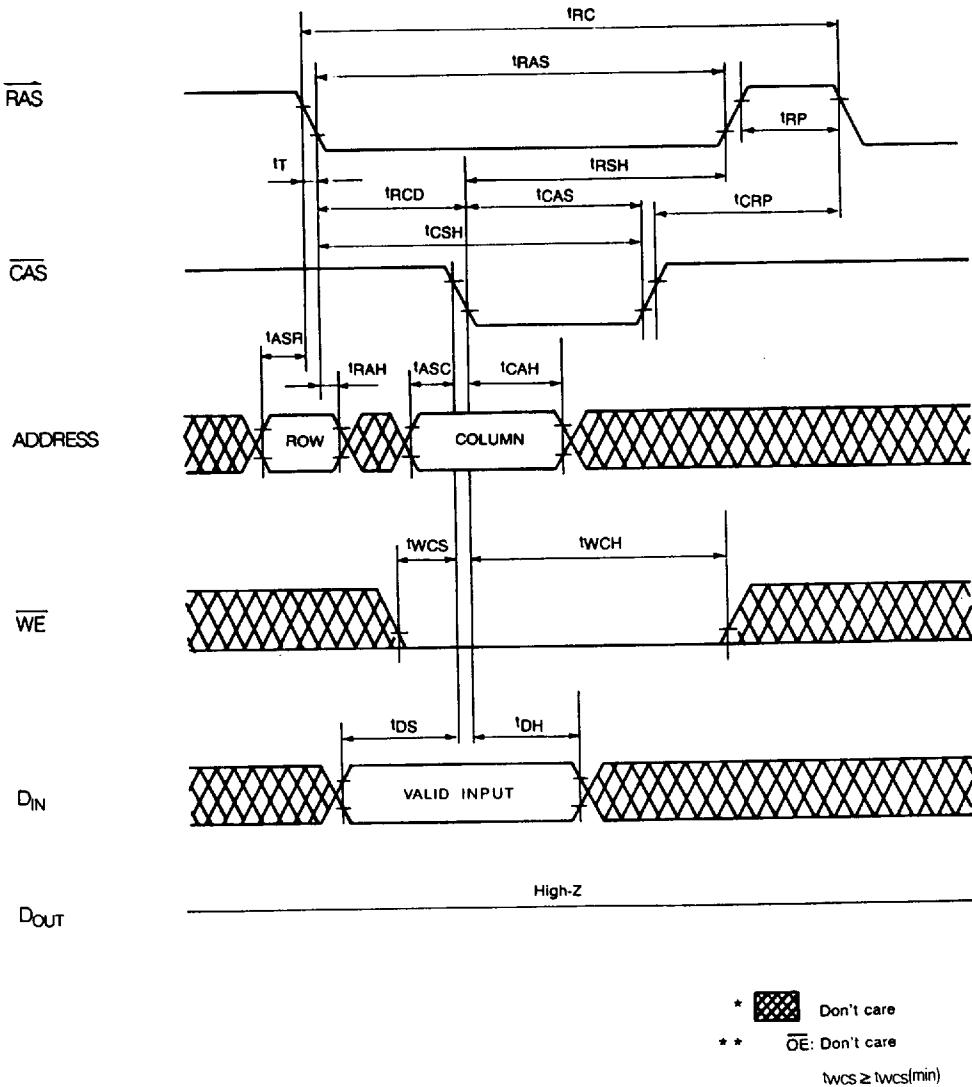 tRC
tRAS
RAS
tRP
tT
tRSH
tRCD
tCAS
tCRP
tCSH
CAS
tASR
tRAH
tASC
tCAH
ADDRESS
ROW
COLUMN
tWCS
tWCH
WE
tDS
tDH
DIN
VALID INPUT
High-Z
DOUT
* Don't care
** OE: Don't care
tWCS ≥ tWCS(min)